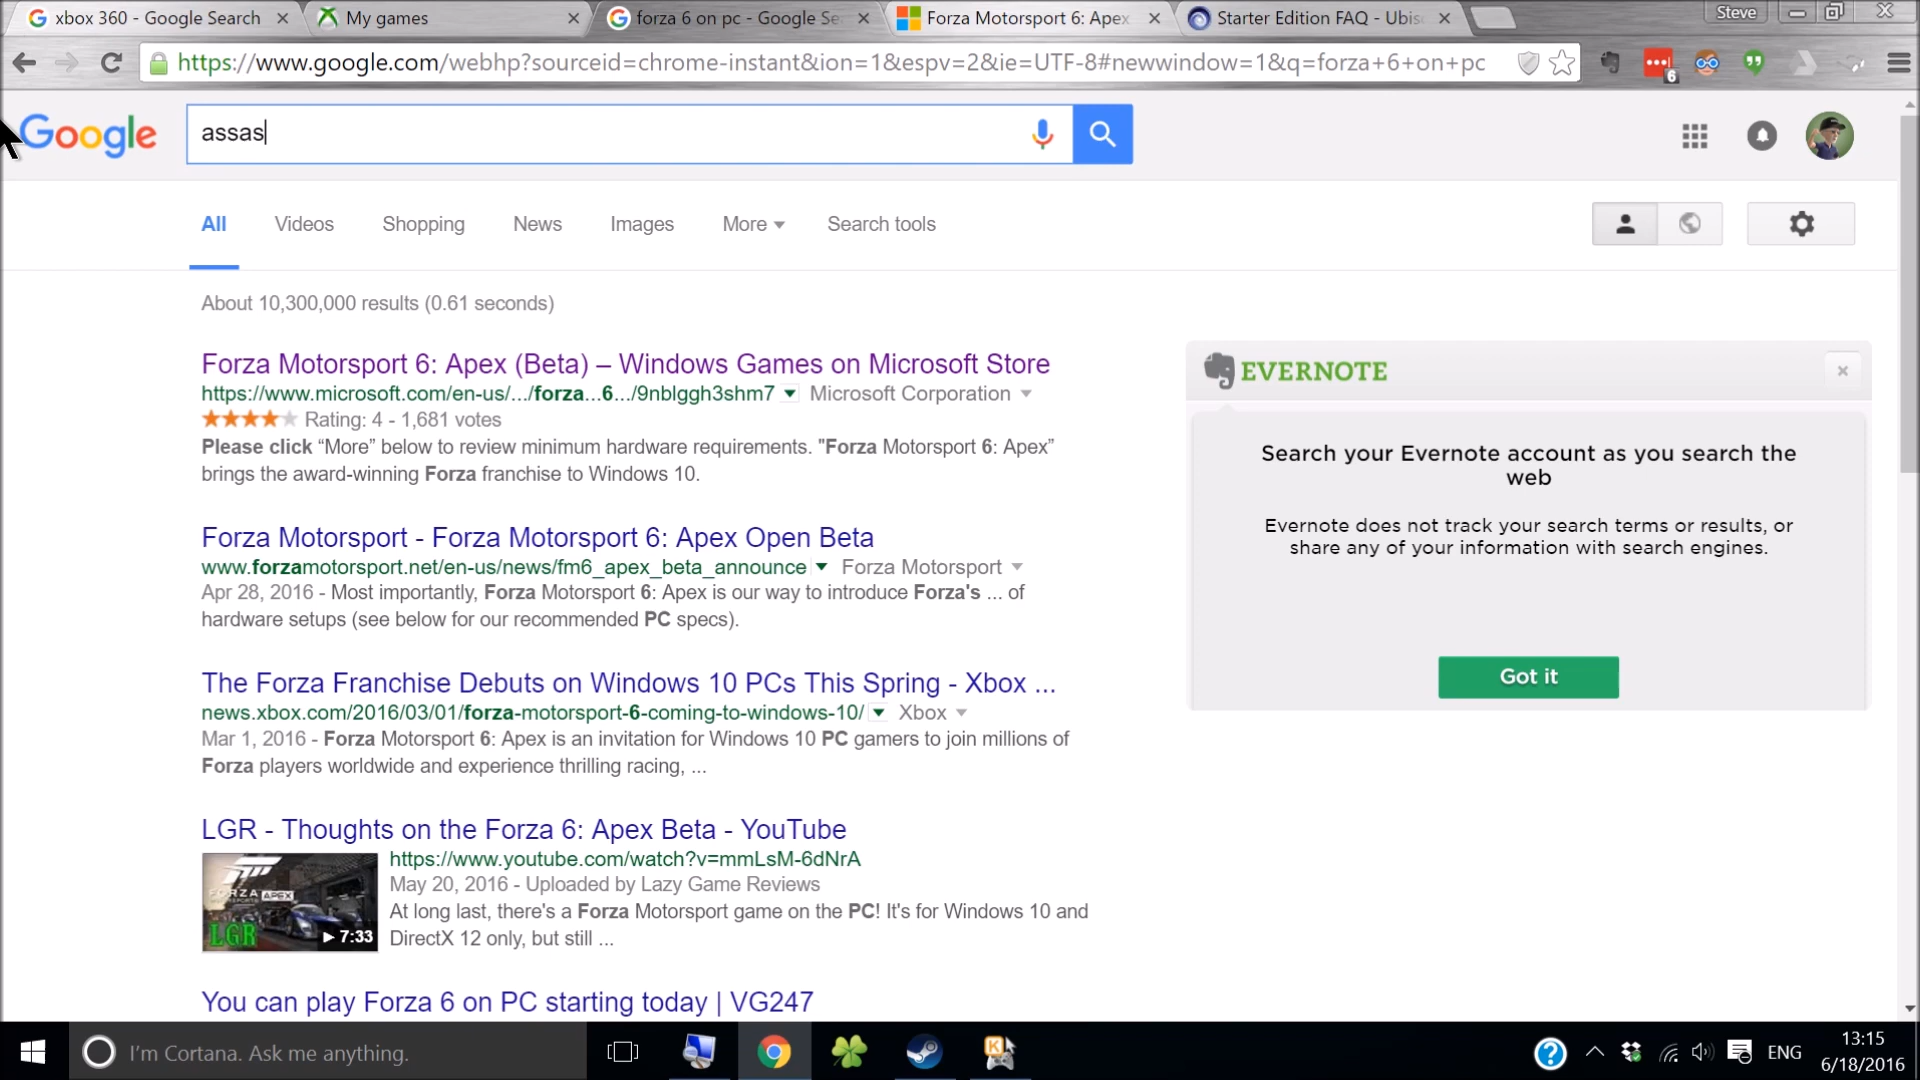 xbox 360 - Google Search
My games
forza 6 on pc - Google Se
Forza Motorsport 6: Apex
Starter Edition FAQ - Ubis
Steve
https://www.google.com/webhp?sourceid=chrome-instant&ion=1&espv=2&ie=UTF-8#newwindow=1&q=forza+6+on+pc
6
Google
assas
All
Videos
Shopping
News
Images
More
Search tools
About 10,300,000 results (0.61 seconds)
Forza Motorsport 6: Apex (Beta) – Windows Games on Microsoft Store
https://www.microsoft.com/en-us/.../forza...6.../9nblggh3shm7 Microsoft Corporation
Rating: 4 - 1,681 votes
Please click “More” below to review minimum hardware requirements. "Forza Motorsport 6: Apex”
brings the award-winning Forza franchise to Windows 10.
Forza Motorsport - Forza Motorsport 6: Apex Open Beta
www.forzamotorsport.net/en-us/news/fm6_apex_beta_announce Forza Motorsport
Apr 28, 2016 - Most importantly, Forza Motorsport 6: Apex is our way to introduce Forza's ... of
hardware setups (see below for our recommended PC specs).
The Forza Franchise Debuts on Windows 10 PCs This Spring - Xbox ...
news.xbox.com/2016/03/01/forza-motorsport-6-coming-to-windows-10/ Xbox
Mar 1, 2016 - Forza Motorsport 6: Apex is an invitation for Windows 10 PC gamers to join millions of
Forza players worldwide and experience thrilling racing, ...
LGR - Thoughts on the Forza 6: Apex Beta - YouTube
https://www.youtube.com/watch?v=mmLsM-6dNrA
May 20, 2016 - Uploaded by Lazy Game Reviews
At long last, there's a Forza Motorsport game on the PC! It's for Windows 10 and
DirectX 12 only, but still ...
FORZA APEX
LGR
7:33
You can play Forza 6 on PC starting today | VG247
EVERNOTE
Search your Evernote account as you search the
web
Evernote does not track your search terms or results, or
share any of your information with search engines.
Got it
I'm Cortana. Ask me anything.
K
ENG
13:15
6/18/2016